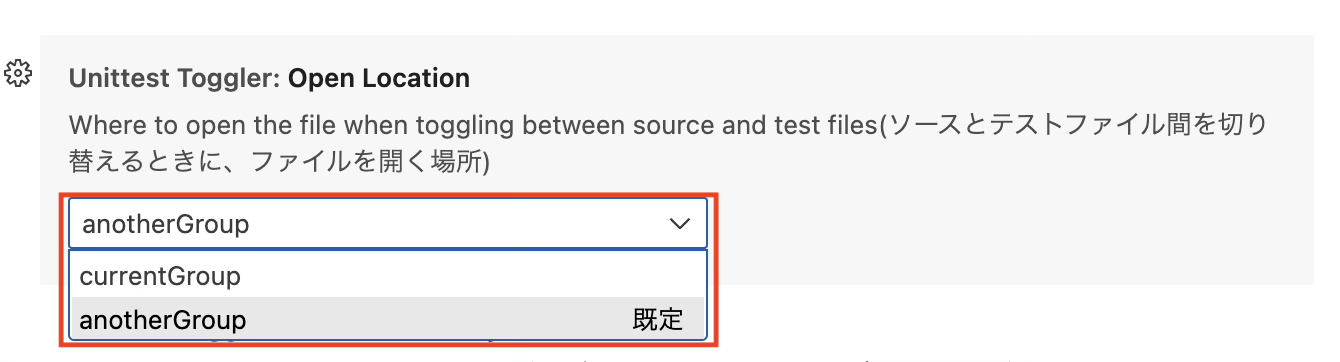 Unittest Toggler: Open Location
Where to open the file when toggling between source and test files(ソースとテストファイル間を切り
替えるときに、ファイルを開く場所)
anotherGroup
currentGroup
anotherGroup 既定